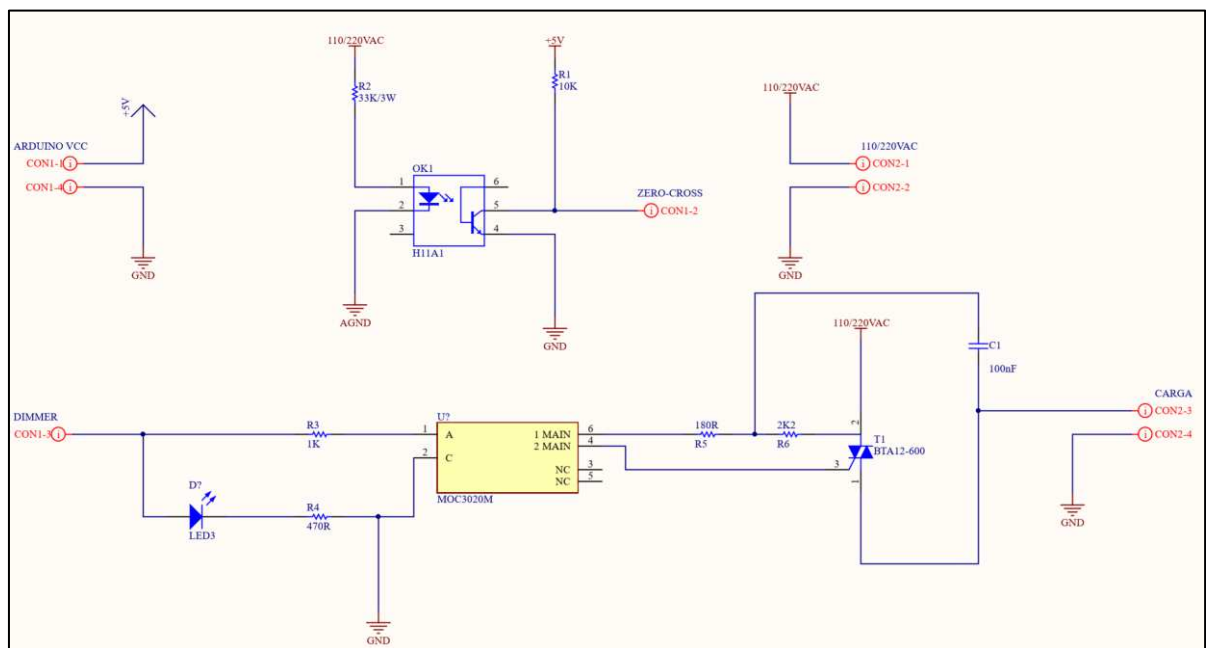 110/220VAC
+5V
R2
33K/3W
R1
10K
110/220VAC
+5V
ARDUINO VCC
CON1-1 i
CON1-4 i
GND
OK1
1
2
3
6
5
4
H11A1
AGND
GND
ZERO-CROSS
i CON1-2
110/220VAC
i CON2-1
i CON2-2
GND
110/220VAC
C1
100nF
DIMMER
CON1-3 i
R3
1K
D?
LED3
R4
470R
GND
U?
1 A
2 C
1 MAIN 6
2 MAIN 4
NC 3
NC 5
MOC3020M
180R
R5
2K2
R6
2
T1
BTA12-600
3
1
CARGA
i CON2-3
i CON2-4
GND